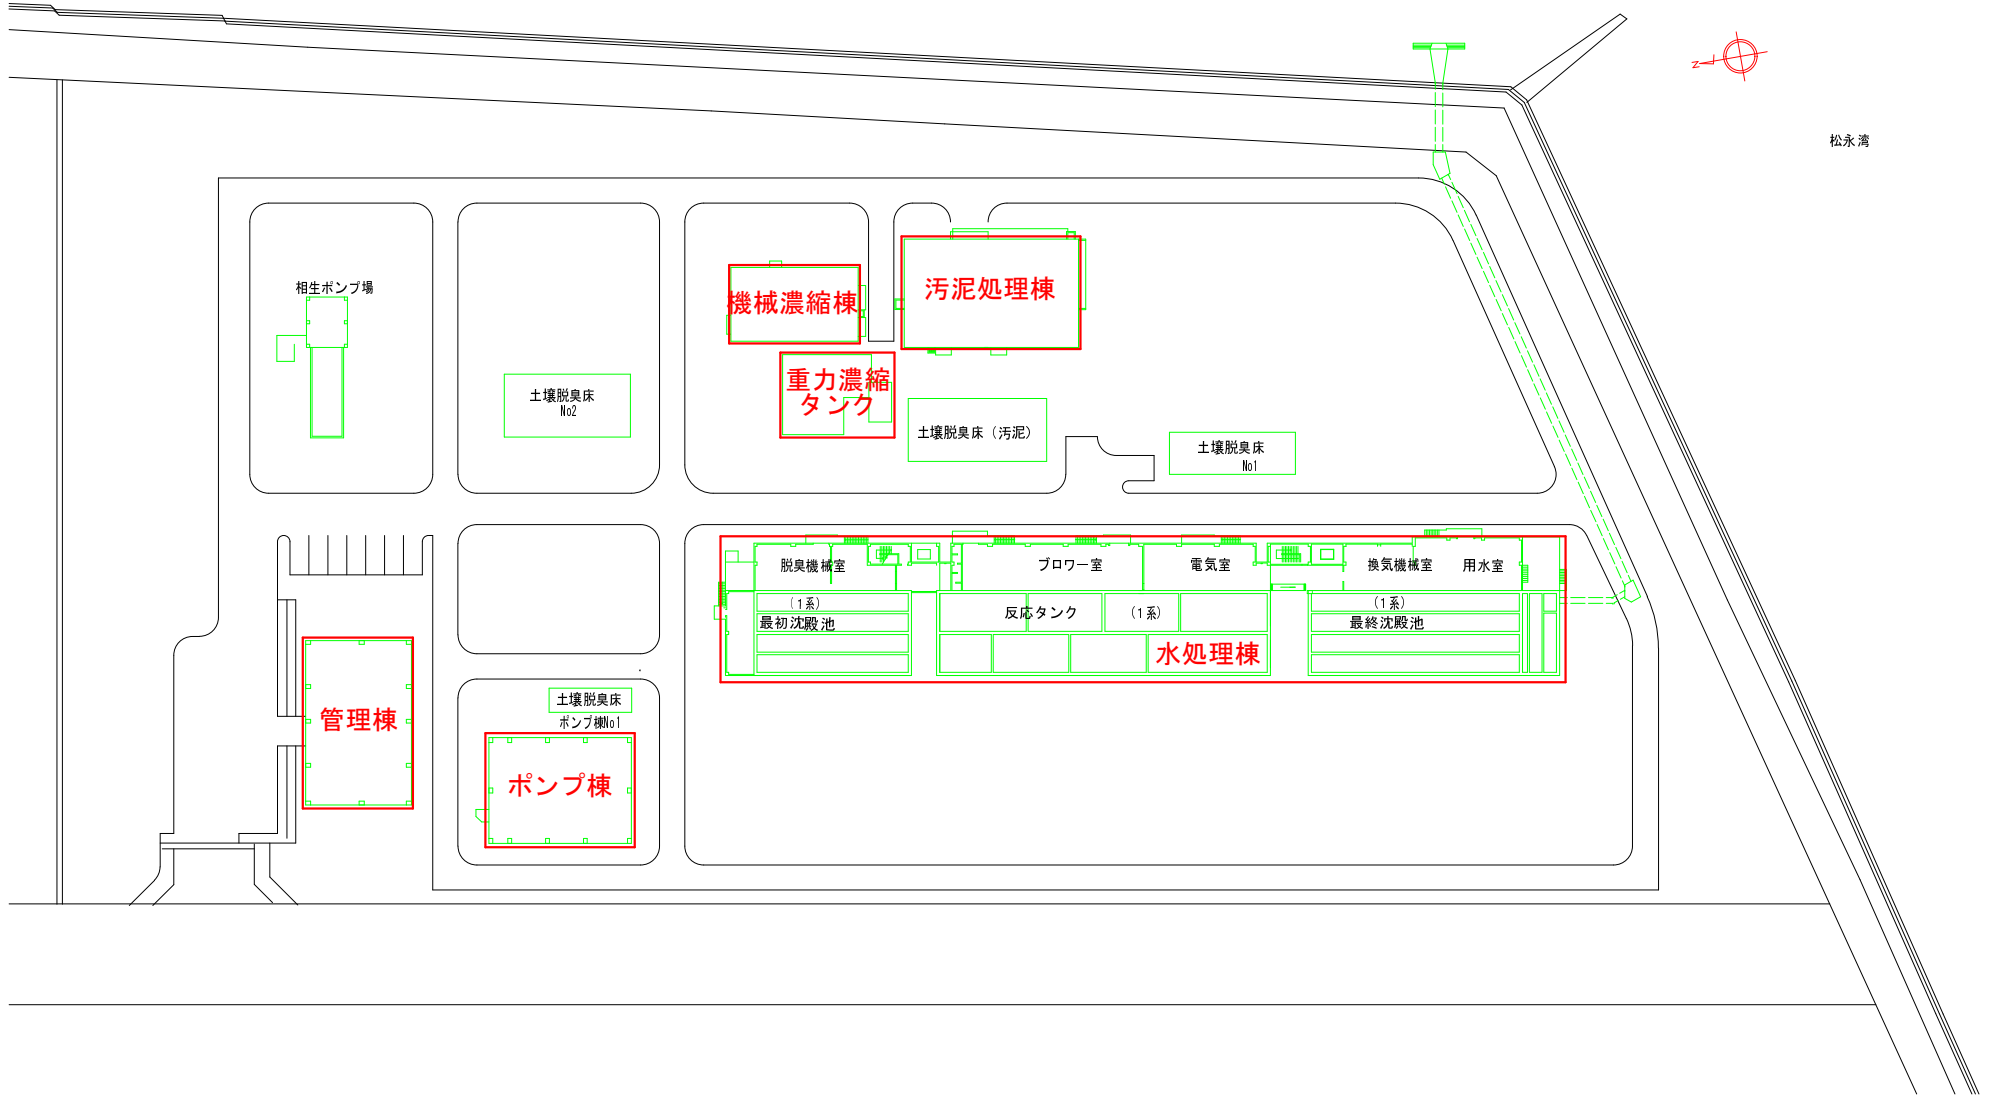 N
松永湾
相生ポンプ場
機械濃縮棟
汚泥処理棟
重力濃縮
タンク
土壌脱臭床
No2
土壌脱臭床（汚泥）
土壌脱臭床
No1
脱臭機械室
ブロワー室
電気室
換気機械室
用水室
（1系）
最初沈殿池
反応タンク
（1系）
（1系）
最終沈殿池
水処理棟
土壌脱臭床
ポンプ棟No1
管理棟
ポンプ棟